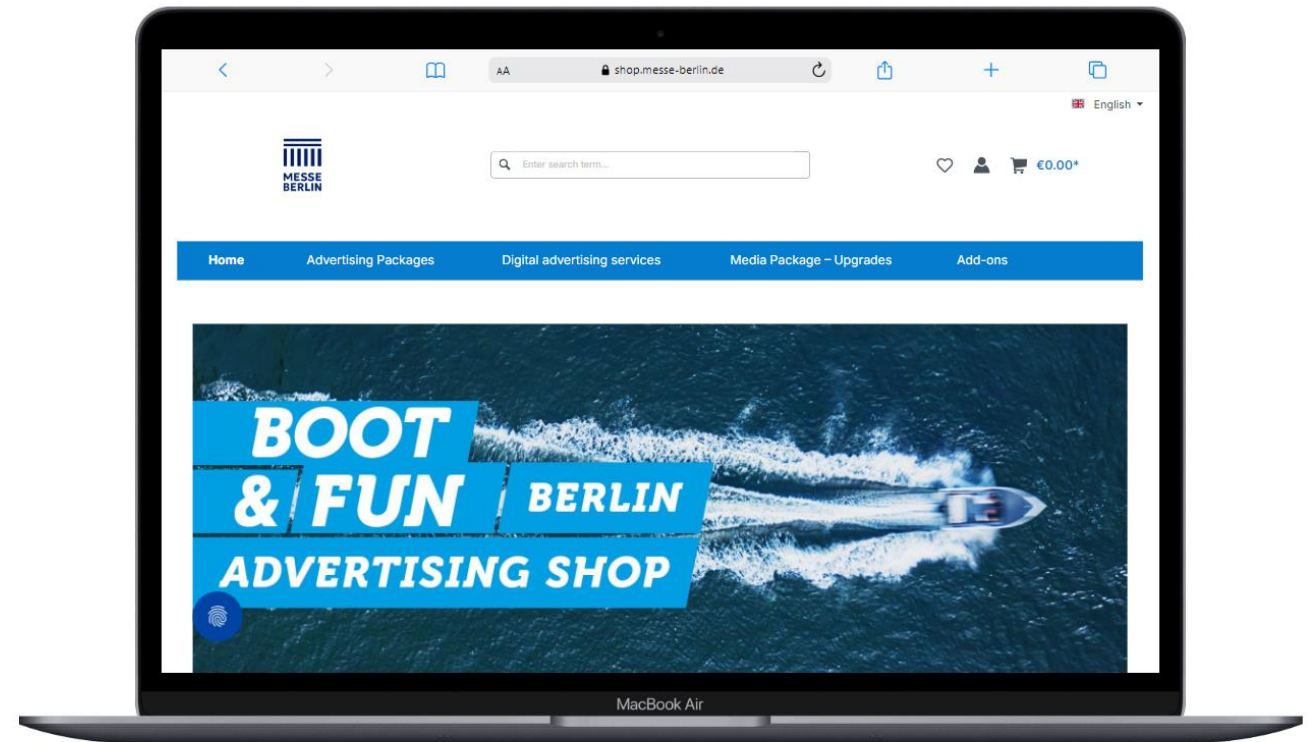 AA shop.messe-berlin.de
English
MESSE
BERLIN
Enter search term...
€0.00*
Home Advertising Packages Digital advertising services Media Package – Upgrades Add-ons
BOOT
& FUN BERLIN
ADVERTISING SHOP
MacBook Air